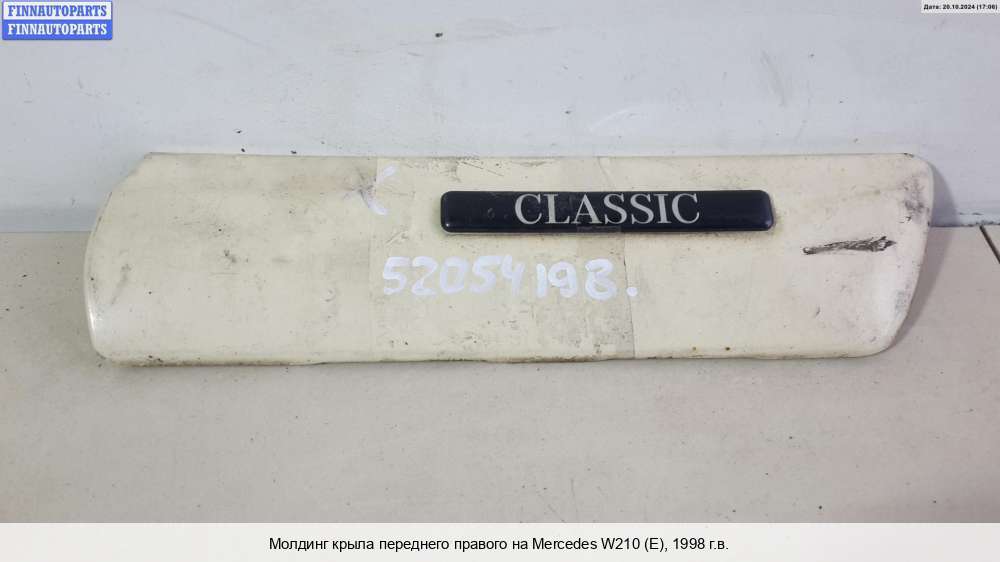 FINNAUTOPARTS
FINNAUTOPARTS
Дата: 20.10.2024 (17:06)
CLASSIC
52054198.
Молдинг крыла переднего правого на Mercedes W210 (E), 1998 г.в.